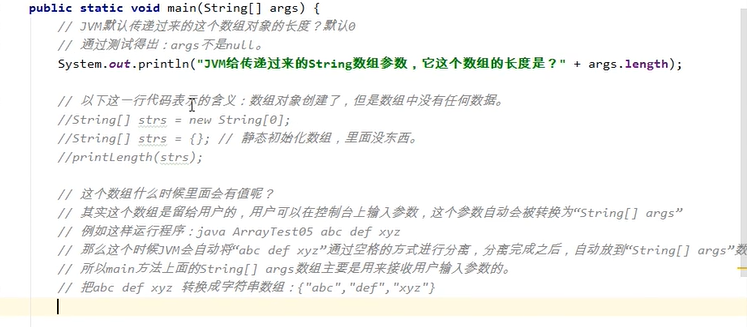 public static void main(String[] args) {
// JVM默认传递过来的这个数组对象的长度？默认0
// 通过测试得出：args不是null。
System.out.println("JVM给传递过来的String数组参数，它这个数组的长度是？" + args.length);
// 以下这一行代码表示的含义：数组对象创建了，但是数组中没有任何数据。
//String[] strs = new String[0];
//String[] strs = {}; // 静态初始化数组，里面没东西。
//printLength(strs);
// 这个数组什么时候里面会有值呢？
// 其实这个数组是留给用户的，用户可以在控制台上输入参数，这个参数自动会被转换为“String[] args”
// 例如这样运行程序：java ArrayTest05 abc def xyz
// 那么这个时候JVM会自动将“abc def xyz”通过空格的方式进行分离，分离完成之后，自动放到“String[] args”数
// 所以main方法上面的String[] args数组主要是用来接收用户输入参数的。
// 把abc def xyz 转换成字符串数组：{"abc","def","xyz"}